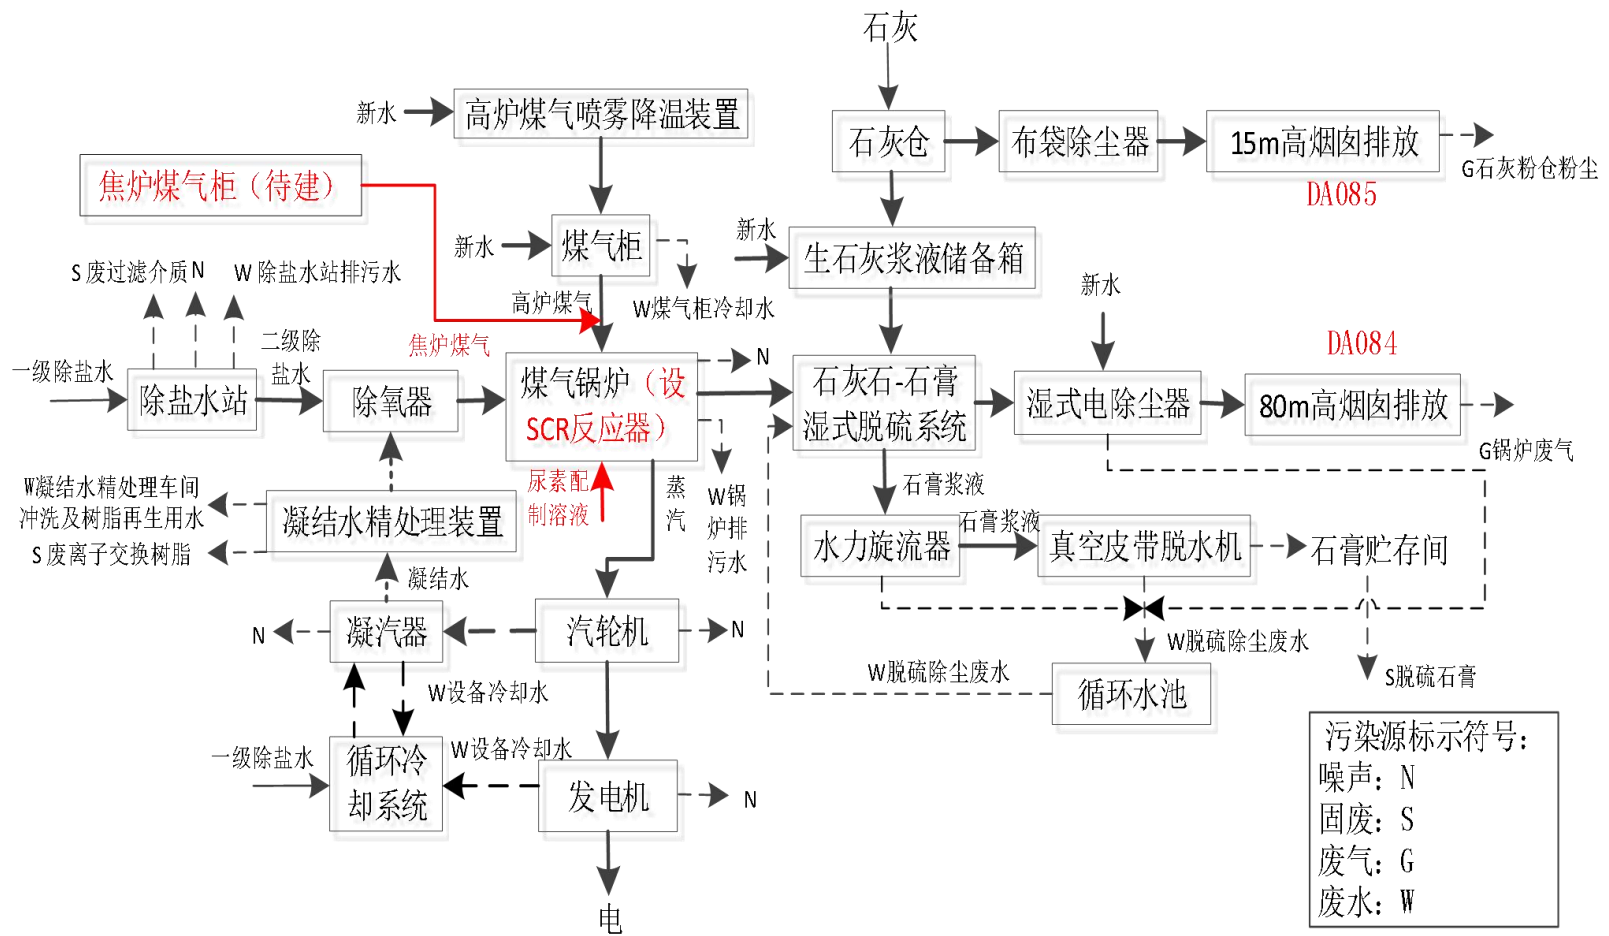 石灰
新水
高炉煤气喷雾降温装置
石灰仓
布袋除尘器
15m高烟囱排放
G石灰粉仓粉尘
DA085
焦炉煤气柜（待建）
新水
煤气柜
新水
生石灰浆液储备箱
S废过滤介质
N
W 除盐水站排污水
高炉煤气
W煤气柜冷却水
新水
一级除盐水
除盐水站
二级除
盐水
除氧器
焦炉煤气
煤气锅炉（设
SCR反应器）
N
石灰石-石膏
湿式脱硫系统
湿式电除尘器
DA084
80m高烟囱排放
G锅炉废气
W凝结水精处理车间
冲洗及树脂再生用水
S 废离子交换树脂
凝结水精处理装置
尿素配
制溶液
蒸
汽
W锅
炉排
污水
石膏浆液
水力旋流器
石膏浆液
真空皮带脱水机
石膏贮存间
凝结水
N
凝汽器
汽轮机
N
W脱硫除尘废水
W脱硫除尘废水
循环水池
S脱硫石膏
W设备冷却水
一级除盐水
循环冷
却系统
W设备冷却水
发电机
N
电
污染源标示符号：
噪声：N
固废：S
废气：G
废水：W